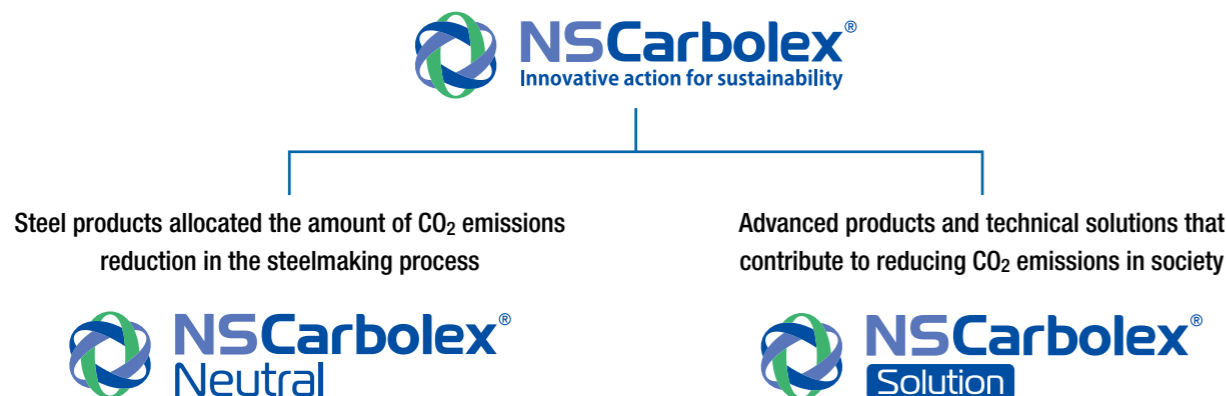 NSCarbolex®
Innovative action for sustainability
Steel products allocated the amount of CO₂ emissions
reduction in the steelmaking process
NSCarbolex®
Neutral
Advanced products and technical solutions that
contribute to reducing CO₂ emissions in society
NSCarbolex®
Solution